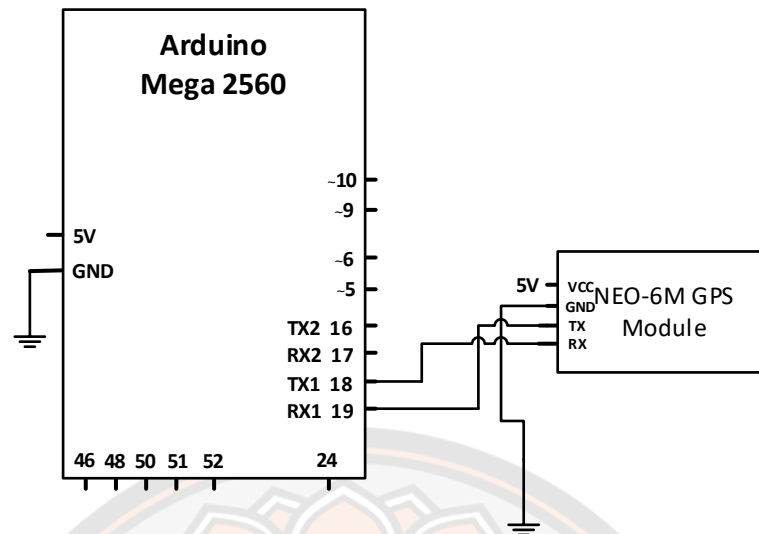 Arduino
Mega 2560
~10
~9
5V
~6
GND
~5
TX2 16
RX2 17
TX1 18
RX1 19
46 48 50 51 52 24
5V
VCC
GND
TX
RX
NEO-6M GPS
Module